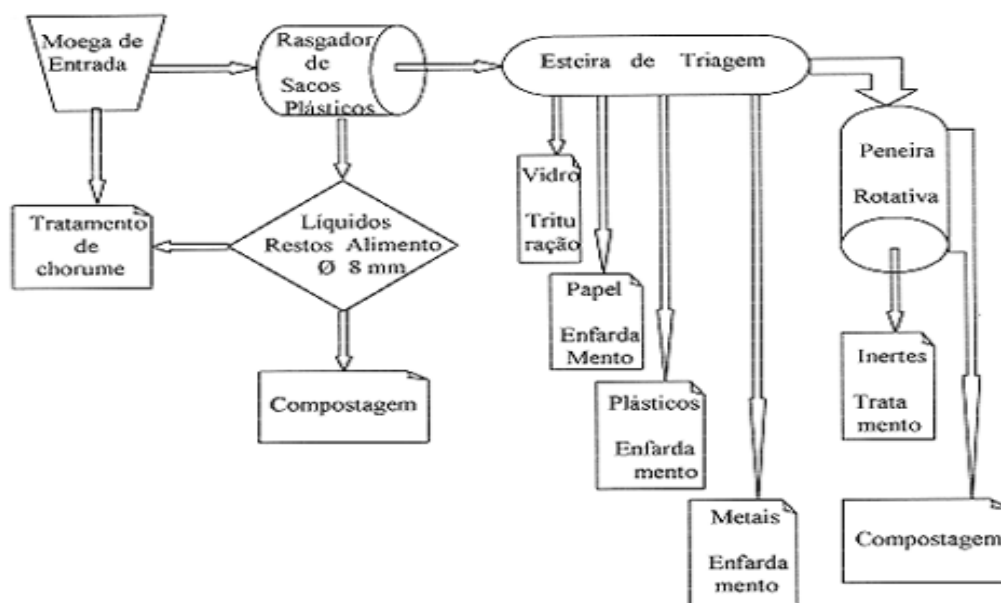 Moega de
Entrada
Rasgador
de
Sacos
Plásticos
Esteira de Triagem
Peneira
Rotativa
Tratamento
de
chorume
Líquidos
Restos Alimento
Ø 8 mm
Compostagem
Vidro
Tritu
ração
Papel
Enfarda
Mento
Plásticos
Enfarda
mento
Metais
Enfarda
mento
Inertes
Trata
mento
Compostagem